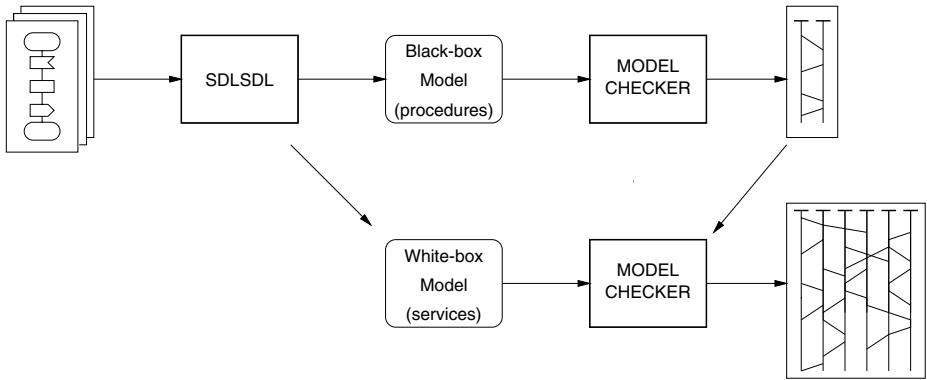 SDLSDL
Black-box
Model
(procedures)
MODEL
CHECKER
White-box
Model
(services)
MODEL
CHECKER